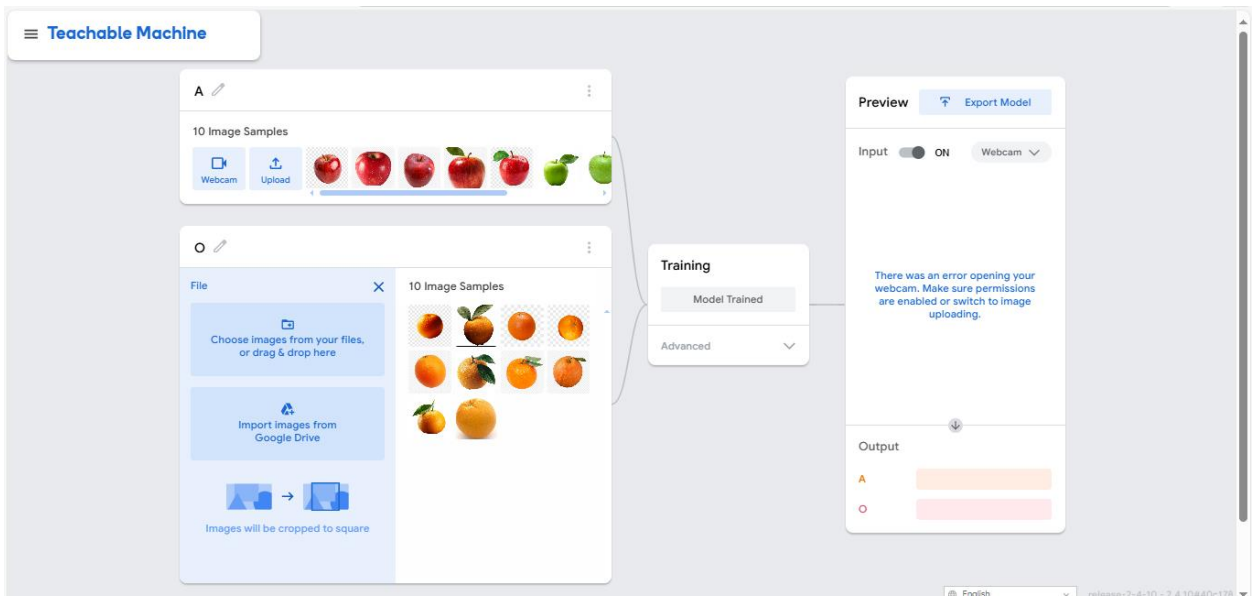 Teachable Machine
A
10 Image Samples
Webcam
Upload
O
File
Choose images from your files,
or drag & drop here
Import images from
Google Drive
Images will be cropped to square
10 Image Samples
Training
Model Trained
Advanced
Preview
Export Model
Input
ON
Webcam
There was an error opening your
webcam. Make sure permissions
are enabled or switch to image
uploading.
Output
A
O
English